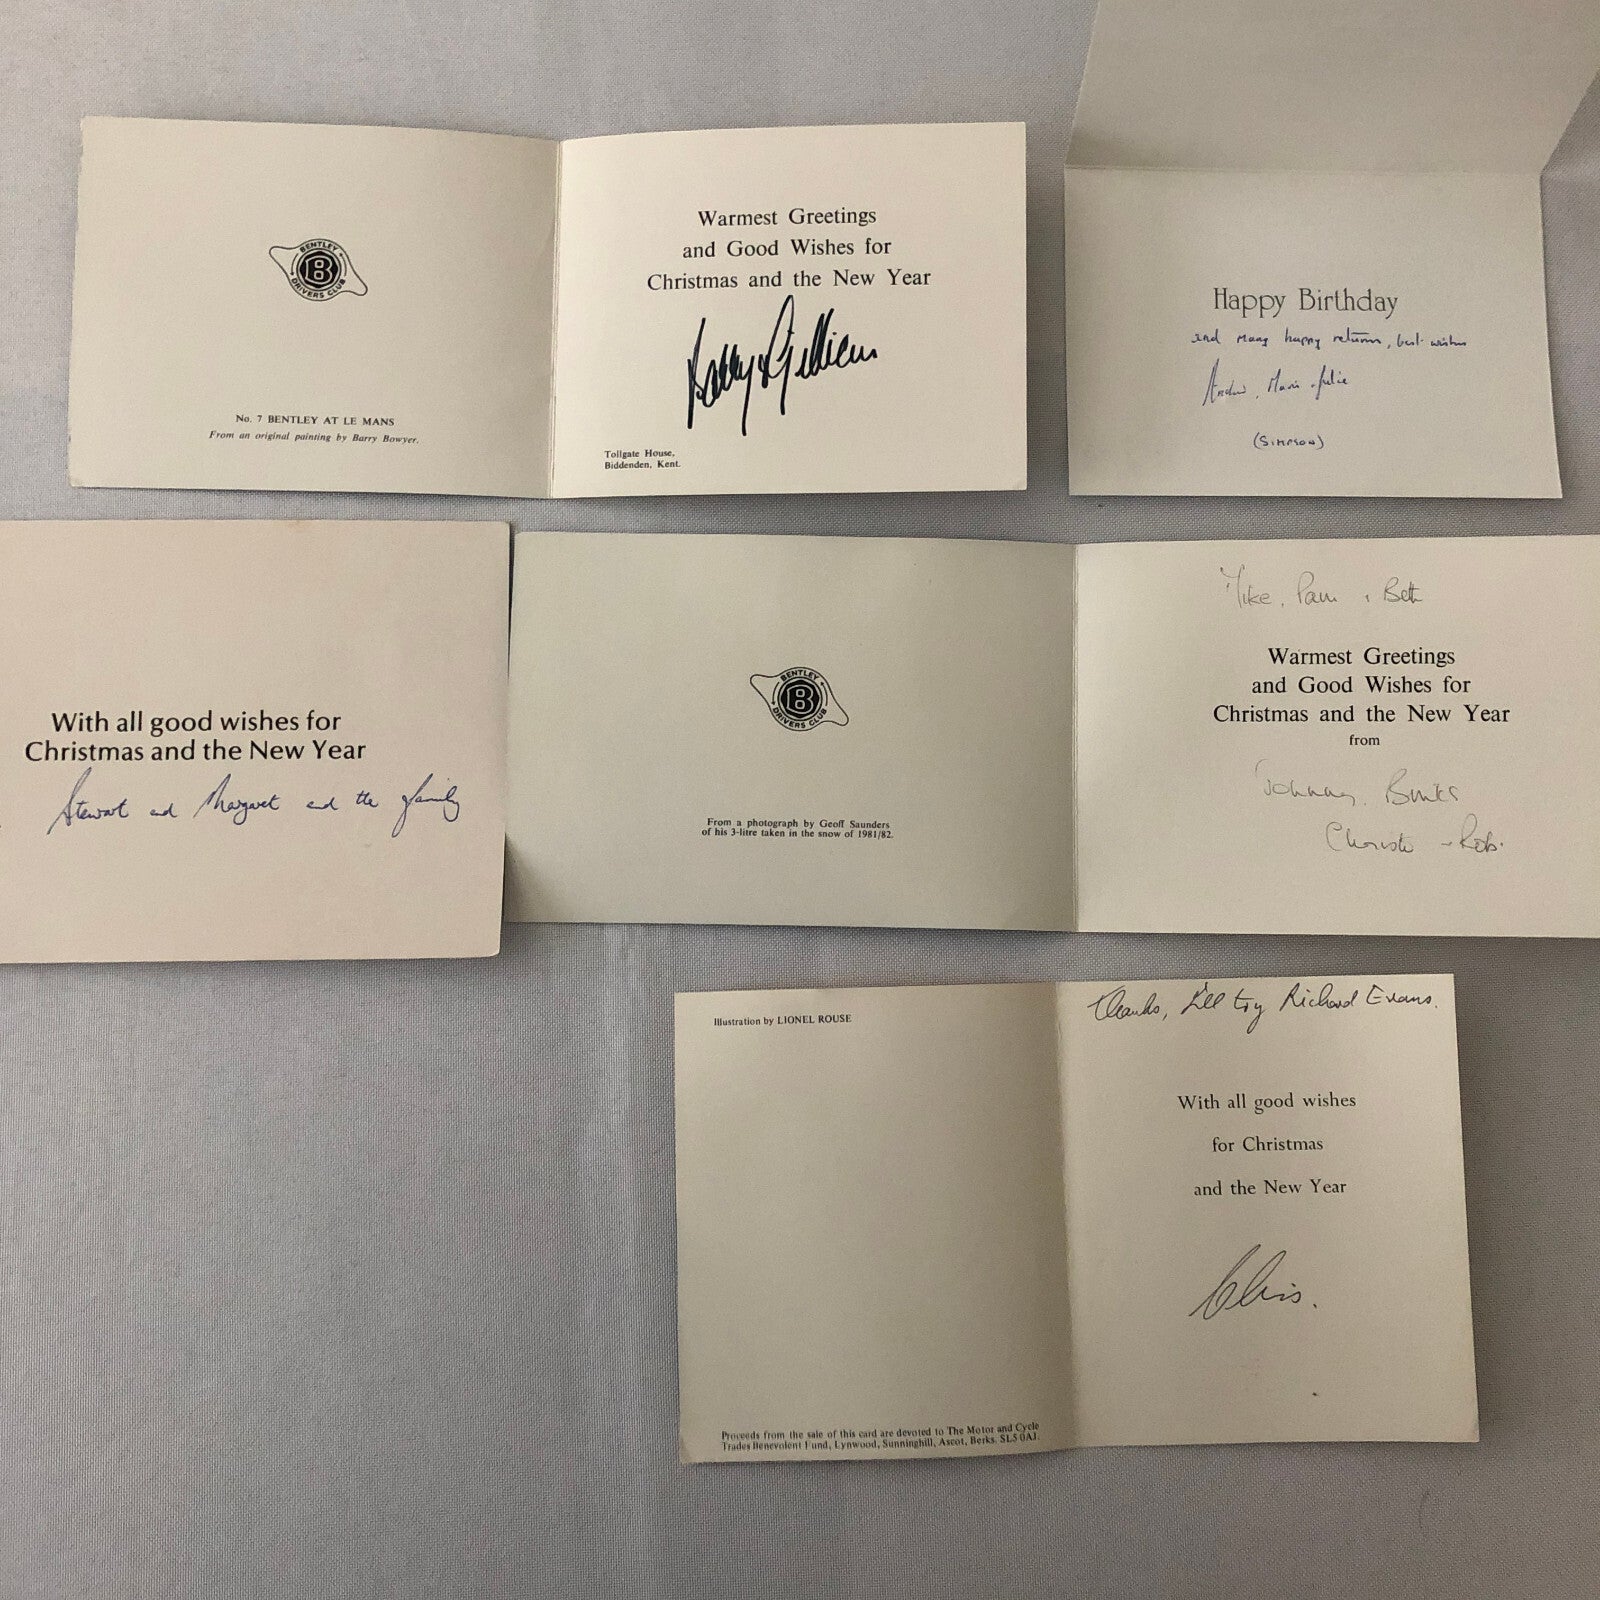 BENTLEY
B
DRIVERS CLUB
No. 7 BENTLEY AT LE MANS
From an original painting by Barry Bowyer.
Warmest Greetings
and Good Wishes for
Christmas and the New Year
Tollgate House,
Biddenden, Kent.
Happy Birthday
and many happy returns, best wishes
Marie Julie
(SIMPSON)
With all good wishes for
Christmas and the New Year
Stewart and Margaret and the family
BENTLEY
B
DRIVERS CLUB
From a photograph by Geoff Saunders
of his 3-litre taken in the snow of 1981/82.
Mike, Pam + Beth
Warmest Greetings
and Good Wishes for
Christmas and the New Year
from
Johnny
Rob.
Illustration by LIONEL ROUSE
Proceeds from the sale of this card are devoted to The Motor and Cycle
Trades Benevolent Fund, Lynwood, Sunninghill, Ascot, Berks. SL5 0AJ.
Thanks, I'll try Richard Evans.
With all good wishes
for Christmas
and the New Year
Chris.